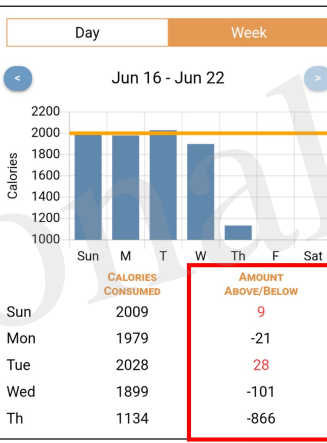 Day Week
< Jun 16 - Jun 22 >
2200
2000
1800
1600
1400
1200
1000
Calories
Sun M T W Th F Sat
CALORIES CONSUMED
AMOUNT ABOVE/BELOW
Sun 2009 9
Mon 1979 -21
Tue 2028 28
Wed 1899 -101
Th 1134 -866